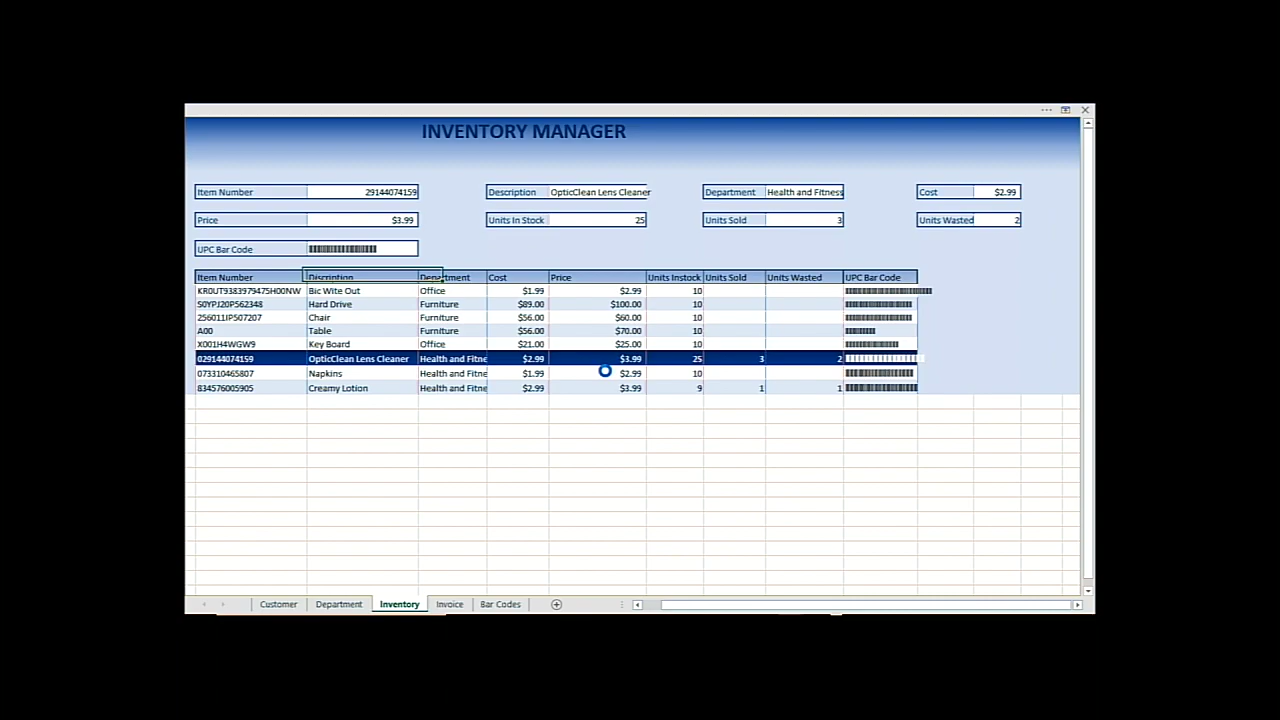 INVENTORY MANAGER
Item Number 29144074159 Description OpticClean Lens Cleaner Department Health and Fitness Cost $2.99
Price $3.99 Units In Stock 25 Units Sold 3 Units Wasted 2
UPC Bar Code
Item Number Discription Department Cost Price Units Instock Units Sold Units Wasted UPC Bar Code
KR0UT9383979475H00NW Bic Wite Out Office $1.99 $2.99 10
S0YPJ20P562348 Hard Drive Furniture $89.00 $100.00 10
256011IP507207 Chair Furniture $56.00 $60.00 10
A00 Table Furniture $56.00 $70.00 10
X001H4WGW9 Key Board Office $21.00 $25.00 10
029144074159 OpticClean Lens Cleaner Health and Fitne $2.99 $3.99 25 3 2
073310465807 Napkins Health and Fitne $1.99 $2.99 10
834576005905 Creamy Lotion Health and Fitne $2.99 $3.99 9 1 1
Customer Department Inventory Invoice Bar Codes